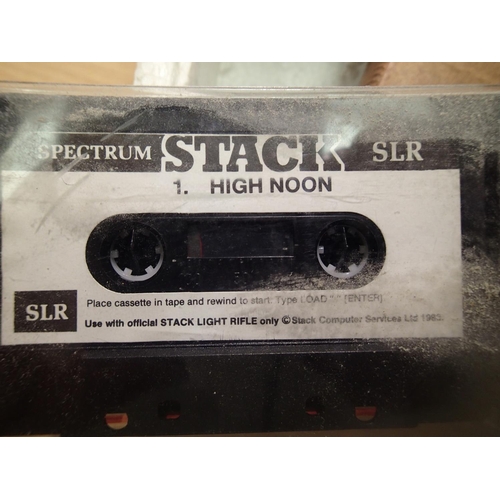 SPECTRUM STACK SLR
1. HIGH NOON
SLR
Place cassette in tape and rewind to start. Type LOAD "" [ENTER].
Use with official STACK LIGHT RIFLE only ©Stack Computer Services Ltd 1983.